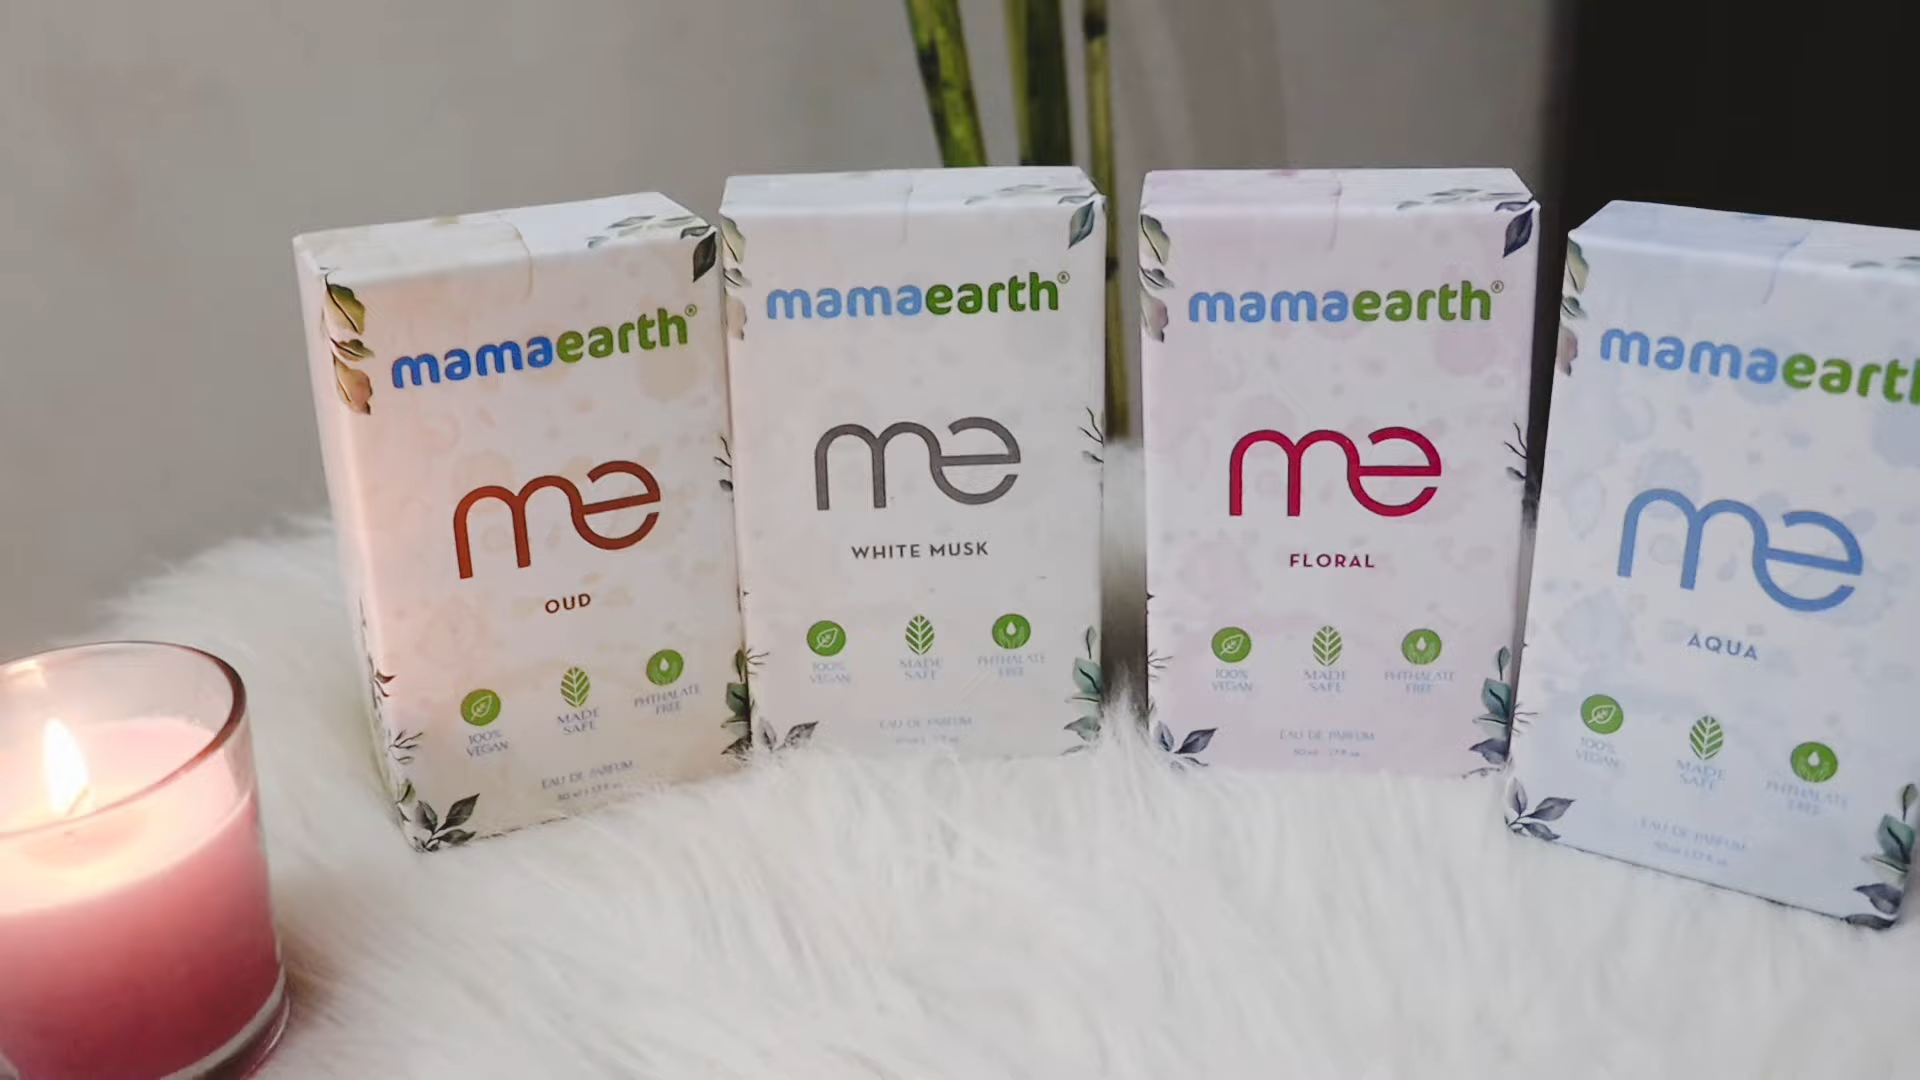 mamaearth®
me
OUD
100%
VEGAN
MADE
SAFE
PHTHALATE
FREE
EAU DE PARFUM
mamaearth®
me
WHITE MUSK
100%
VEGAN
MADE
SAFE
PHTHALATE
FREE
EAU DE PARFUM
mamaearth®
me
FLORAL
100%
VEGAN
MADE
SAFE
PHTHALATE
FREE
EAU DE PARFUM
mamaearth
me
AQUA
100%
VEGAN
MADE
SAFE
PHTHALATE
FREE
EAU DE PARFUM